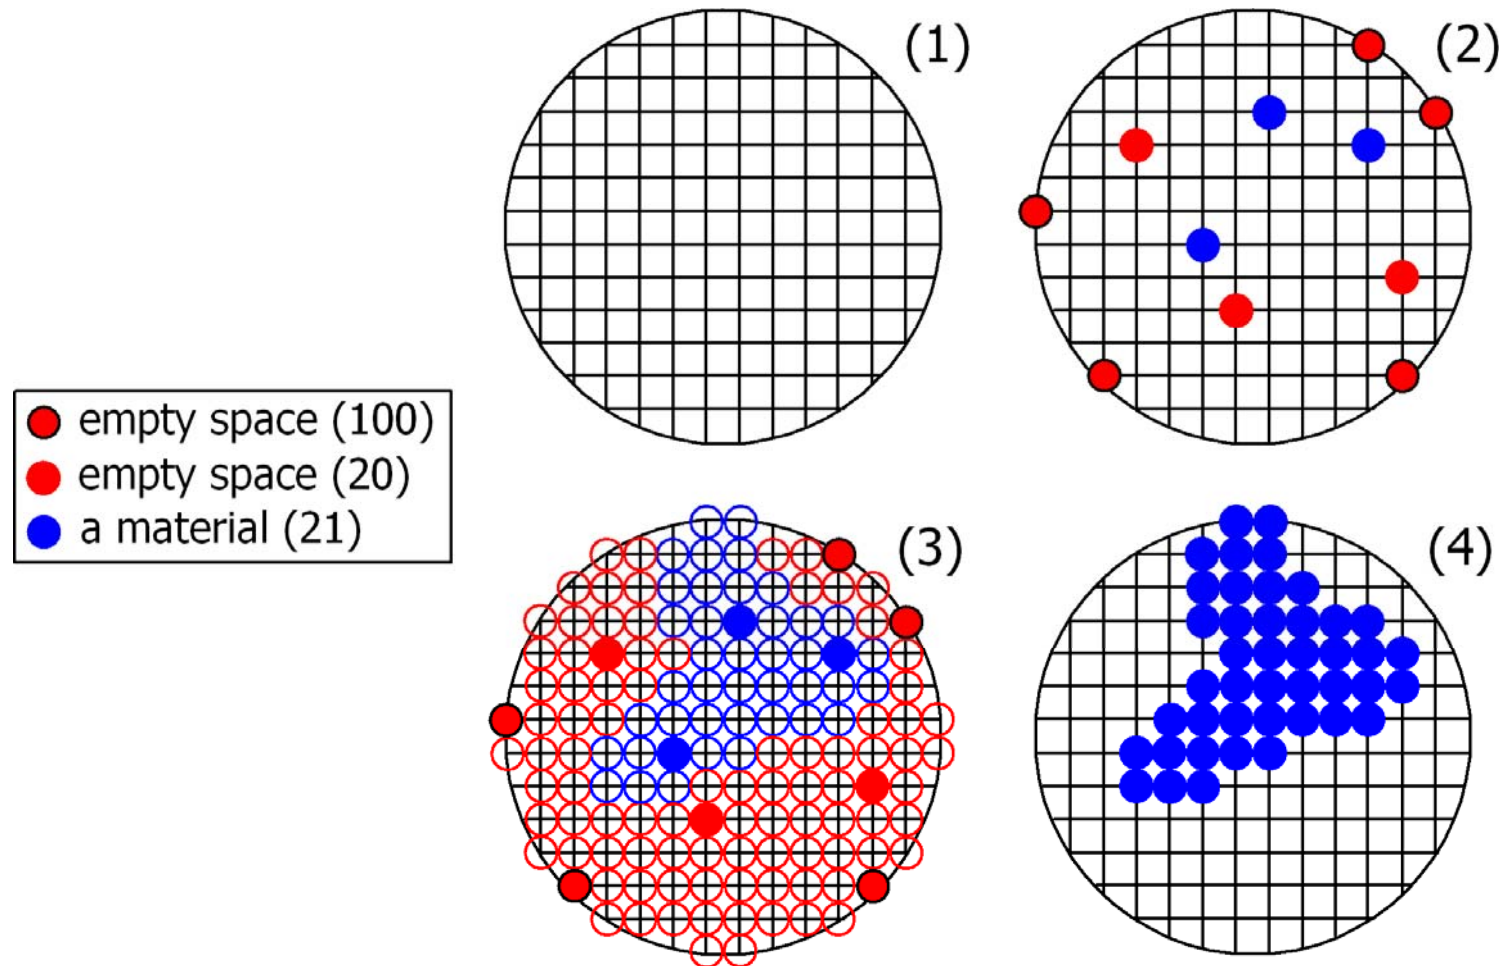 (1)
(2)
empty space (100)
empty space (20)
a material (21)
(3)
(4)